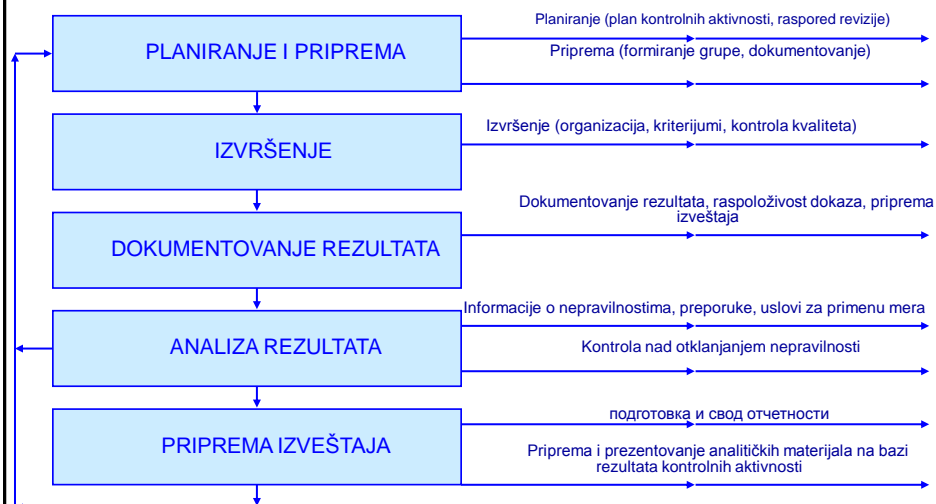 Planiranje (plan kontrolnih aktivnosti, raspored revizije)
PLANIRANJE I PRIPREMA
Priprema (formiranje grupe, dokumentovanje)
Izvršenje (organizacija, kriterijumi, kontrola kvaliteta)
IZVRŠENJE
Dokumentovanje rezultata, raspoloživost dokaza, priprema
izveštaja
DOKUMENTOVANJE REZULTATA
Informacije o nepravilnostima, preporuke, uslovi za primenu mera
ANALIZA REZULTATA
Kontrola nad otklanjanjem nepravilnosti
подготовка и свод отчетности
PRIPREMA IZVEŠTAJA
Priprema i prezentovanje analitičkih materijala na bazi
rezultata kontrolnih aktivnosti